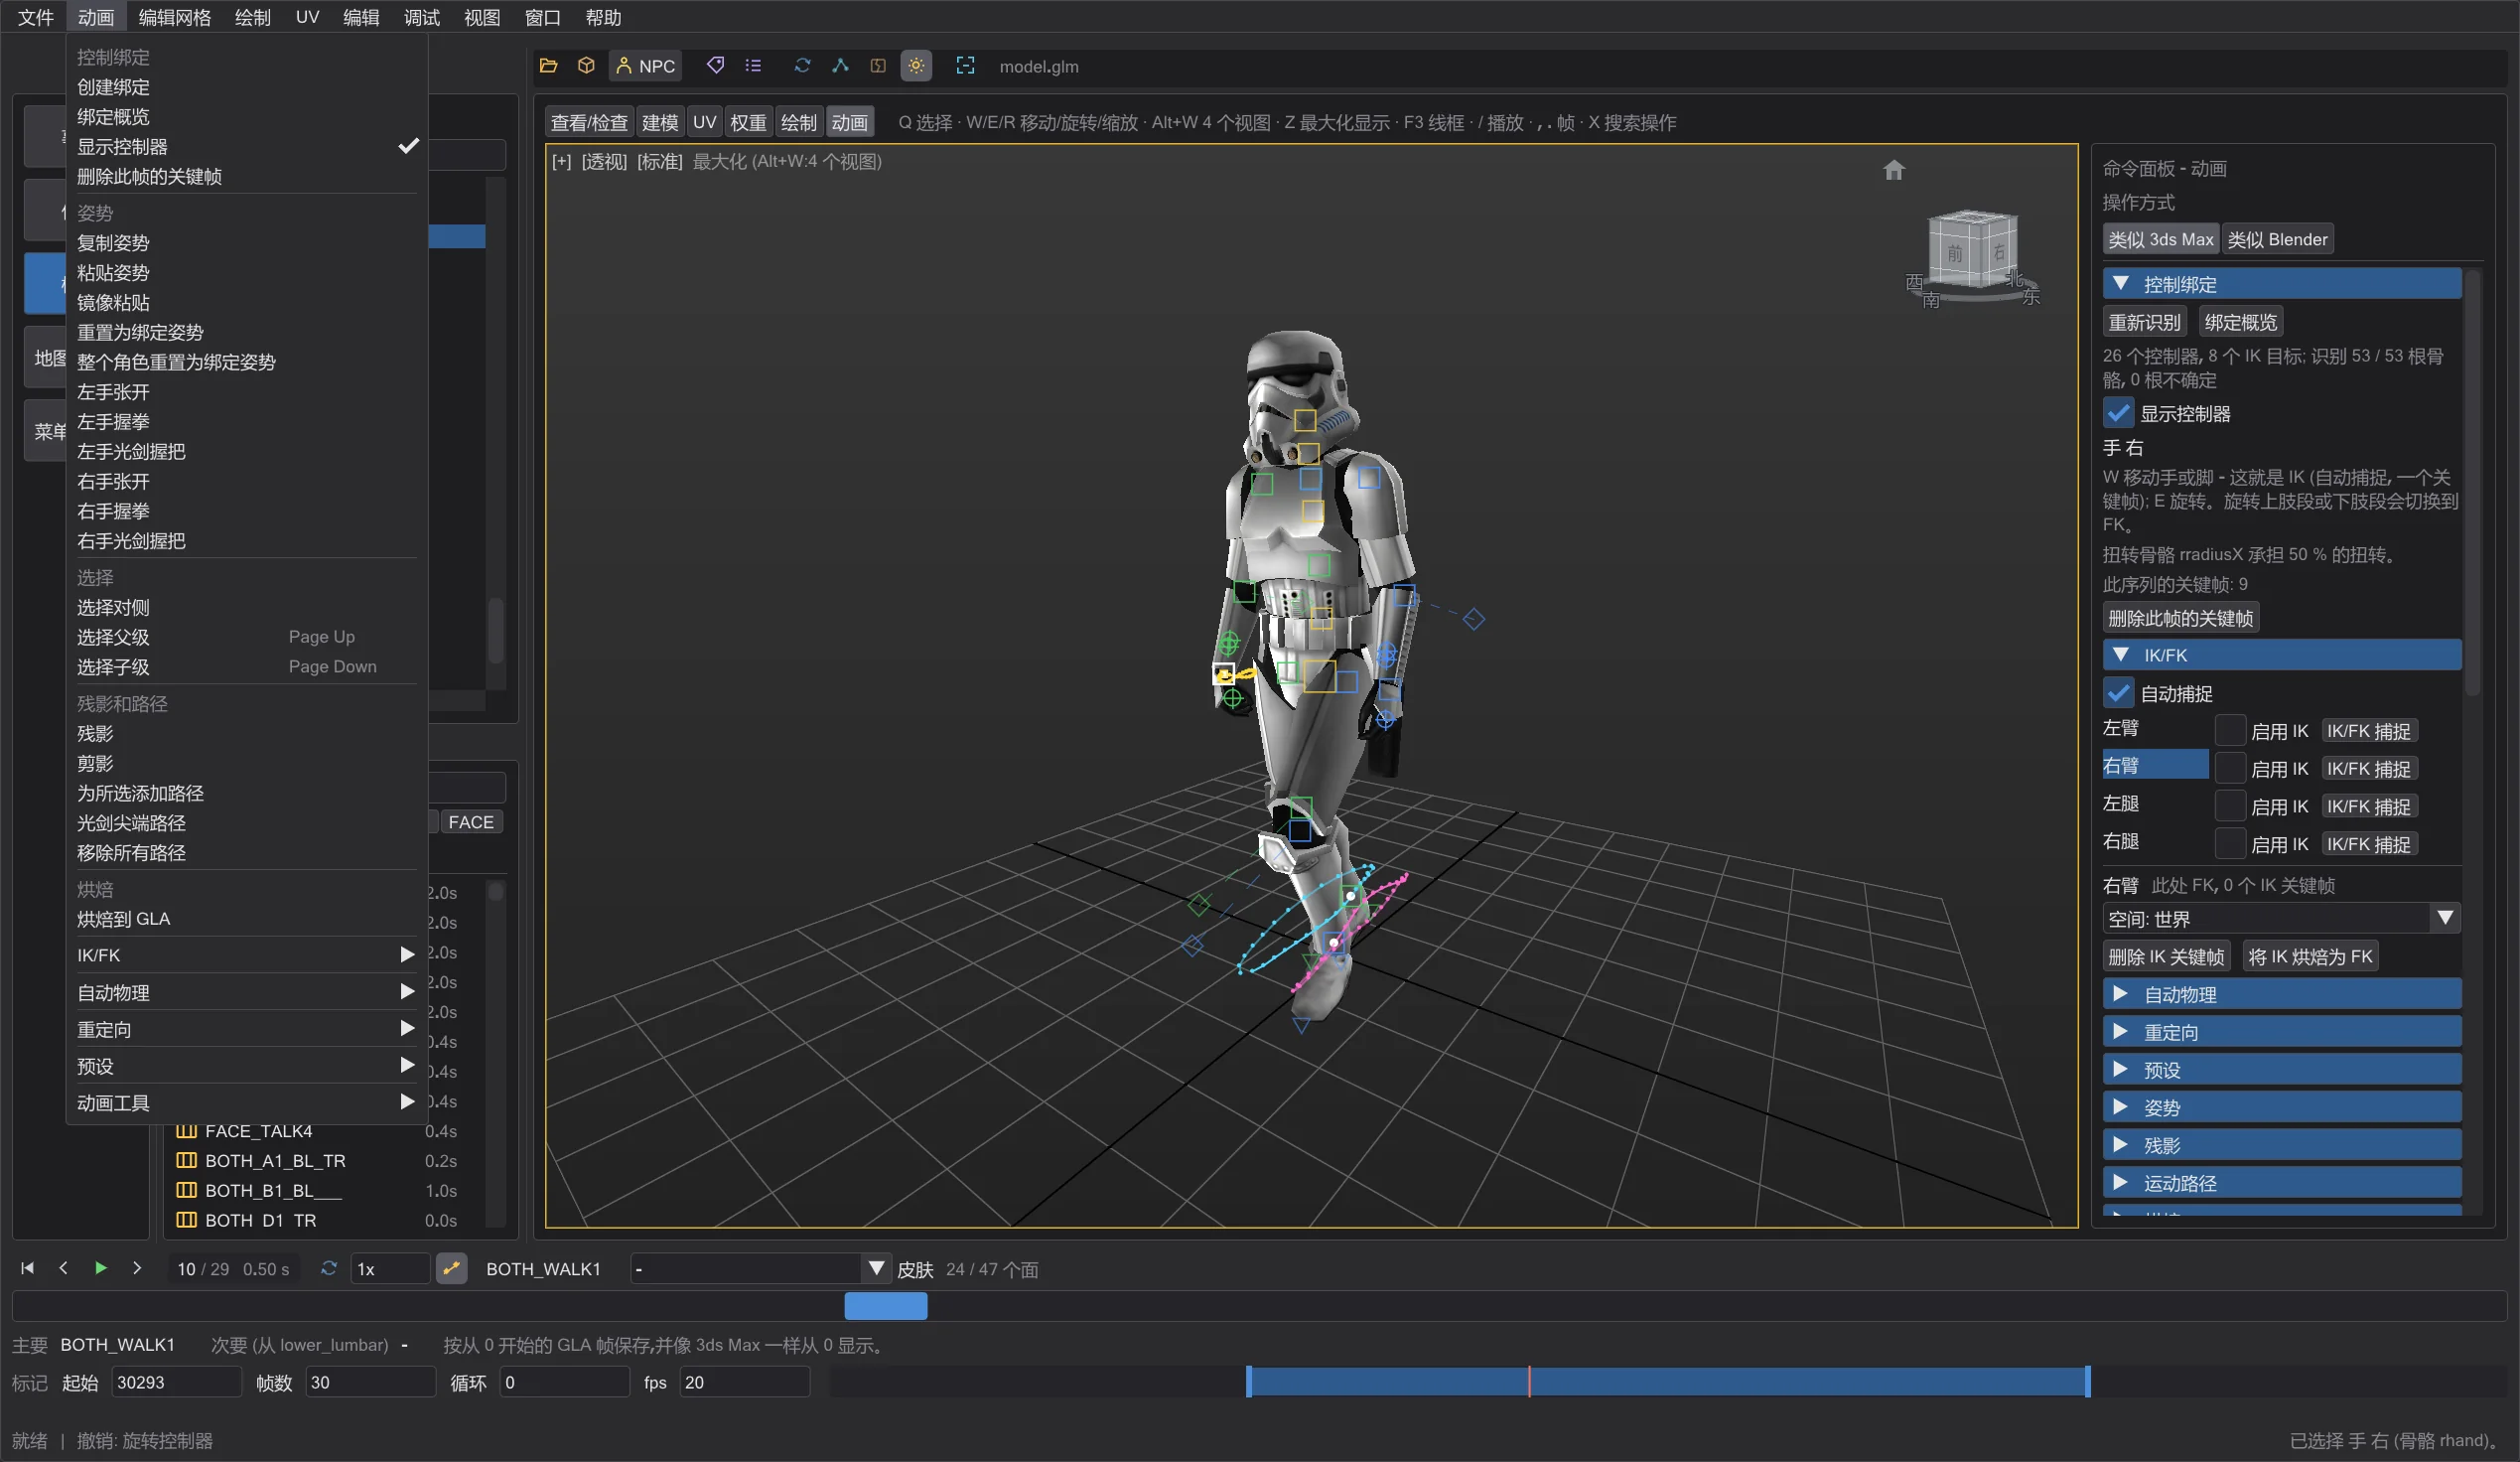 文件 动画 编辑网格 绘制 UV 编辑 调试 视图 窗口 帮助
控制绑定
创建绑定
绑定概览
显示控制器
删除此帧的关键帧
姿势
复制姿势
粘贴姿势
镜像粘贴
重置为绑定姿势
整个角色重置为绑定姿势
左手张开
左手握拳
左手光剑握把
右手张开
右手握拳
右手光剑握把
选择
选择对侧
选择父级 Page Up
选择子级 Page Down
残影和路径
残影
剪影
为所选添加路径
光剑尖端路径
移除所有路径
烘焙
烘焙到 GLA
IK/FK
自动物理
重定向
预设
动画工具
地图
菜单
FACE
2.0s
2.0s
2.0s
2.0s
2.0s
0.4s
0.4s
0.4s
FACE_TALK4 0.4s
BOTH_A1_BL_TR 0.2s
BOTH_B1_BL___ 1.0s
BOTH_D1_TR 0.0s
NPC model.glm
查看/检查 建模 UV 权重 绘制 动画 Q 选择 · W/E/R 移动/旋转/缩放 · Alt+W 4 个视图 · Z 最大化显示 · F3 线框 · / 播放 · , . 帧 · X 搜索操作
[+] [透视] [标准] 最大化 (Alt+W:4 个视图)
前 右
西 南 北 东
命令面板 - 动画
操作方式
类似 3ds Max 类似 Blender
控制绑定
重新识别 绑定概览
26 个控制器, 8 个 IK 目标; 识别 53 / 53 根骨
骼, 0 根不确定
显示控制器
手 右
W 移动手或脚 - 这就是 IK (自动捕捉, 一个关
键帧); E 旋转。旋转上肢段或下肢段会切换到
FK。
扭转骨骼 rradiusX 承担 50 % 的扭转。
此序列的关键帧: 9
删除此帧的关键帧
IK/FK
自动捕捉
左臂 启用 IK IK/FK 捕捉
右臂 启用 IK IK/FK 捕捉
左腿 启用 IK IK/FK 捕捉
右腿 启用 IK IK/FK 捕捉
右臂 此处 FK, 0 个 IK 关键帧
空间: 世界
删除 IK 关键帧 将 IK 烘焙为 FK
自动物理
重定向
预设
姿势
残影
运动路径
10 / 29 0.50 s 1x BOTH_WALK1 - 皮肤 24 / 47 个面
主要 BOTH_WALK1 次要 (从 lower_lumbar) - 按从 0 开始的 GLA 帧保存,并像 3ds Max 一样从 0 显示。
标记 起始 30293 帧数 30 循环 0 fps 20
就绪 | 撤销: 旋转控制器
已选择 手 右 (骨骼 rhand)。